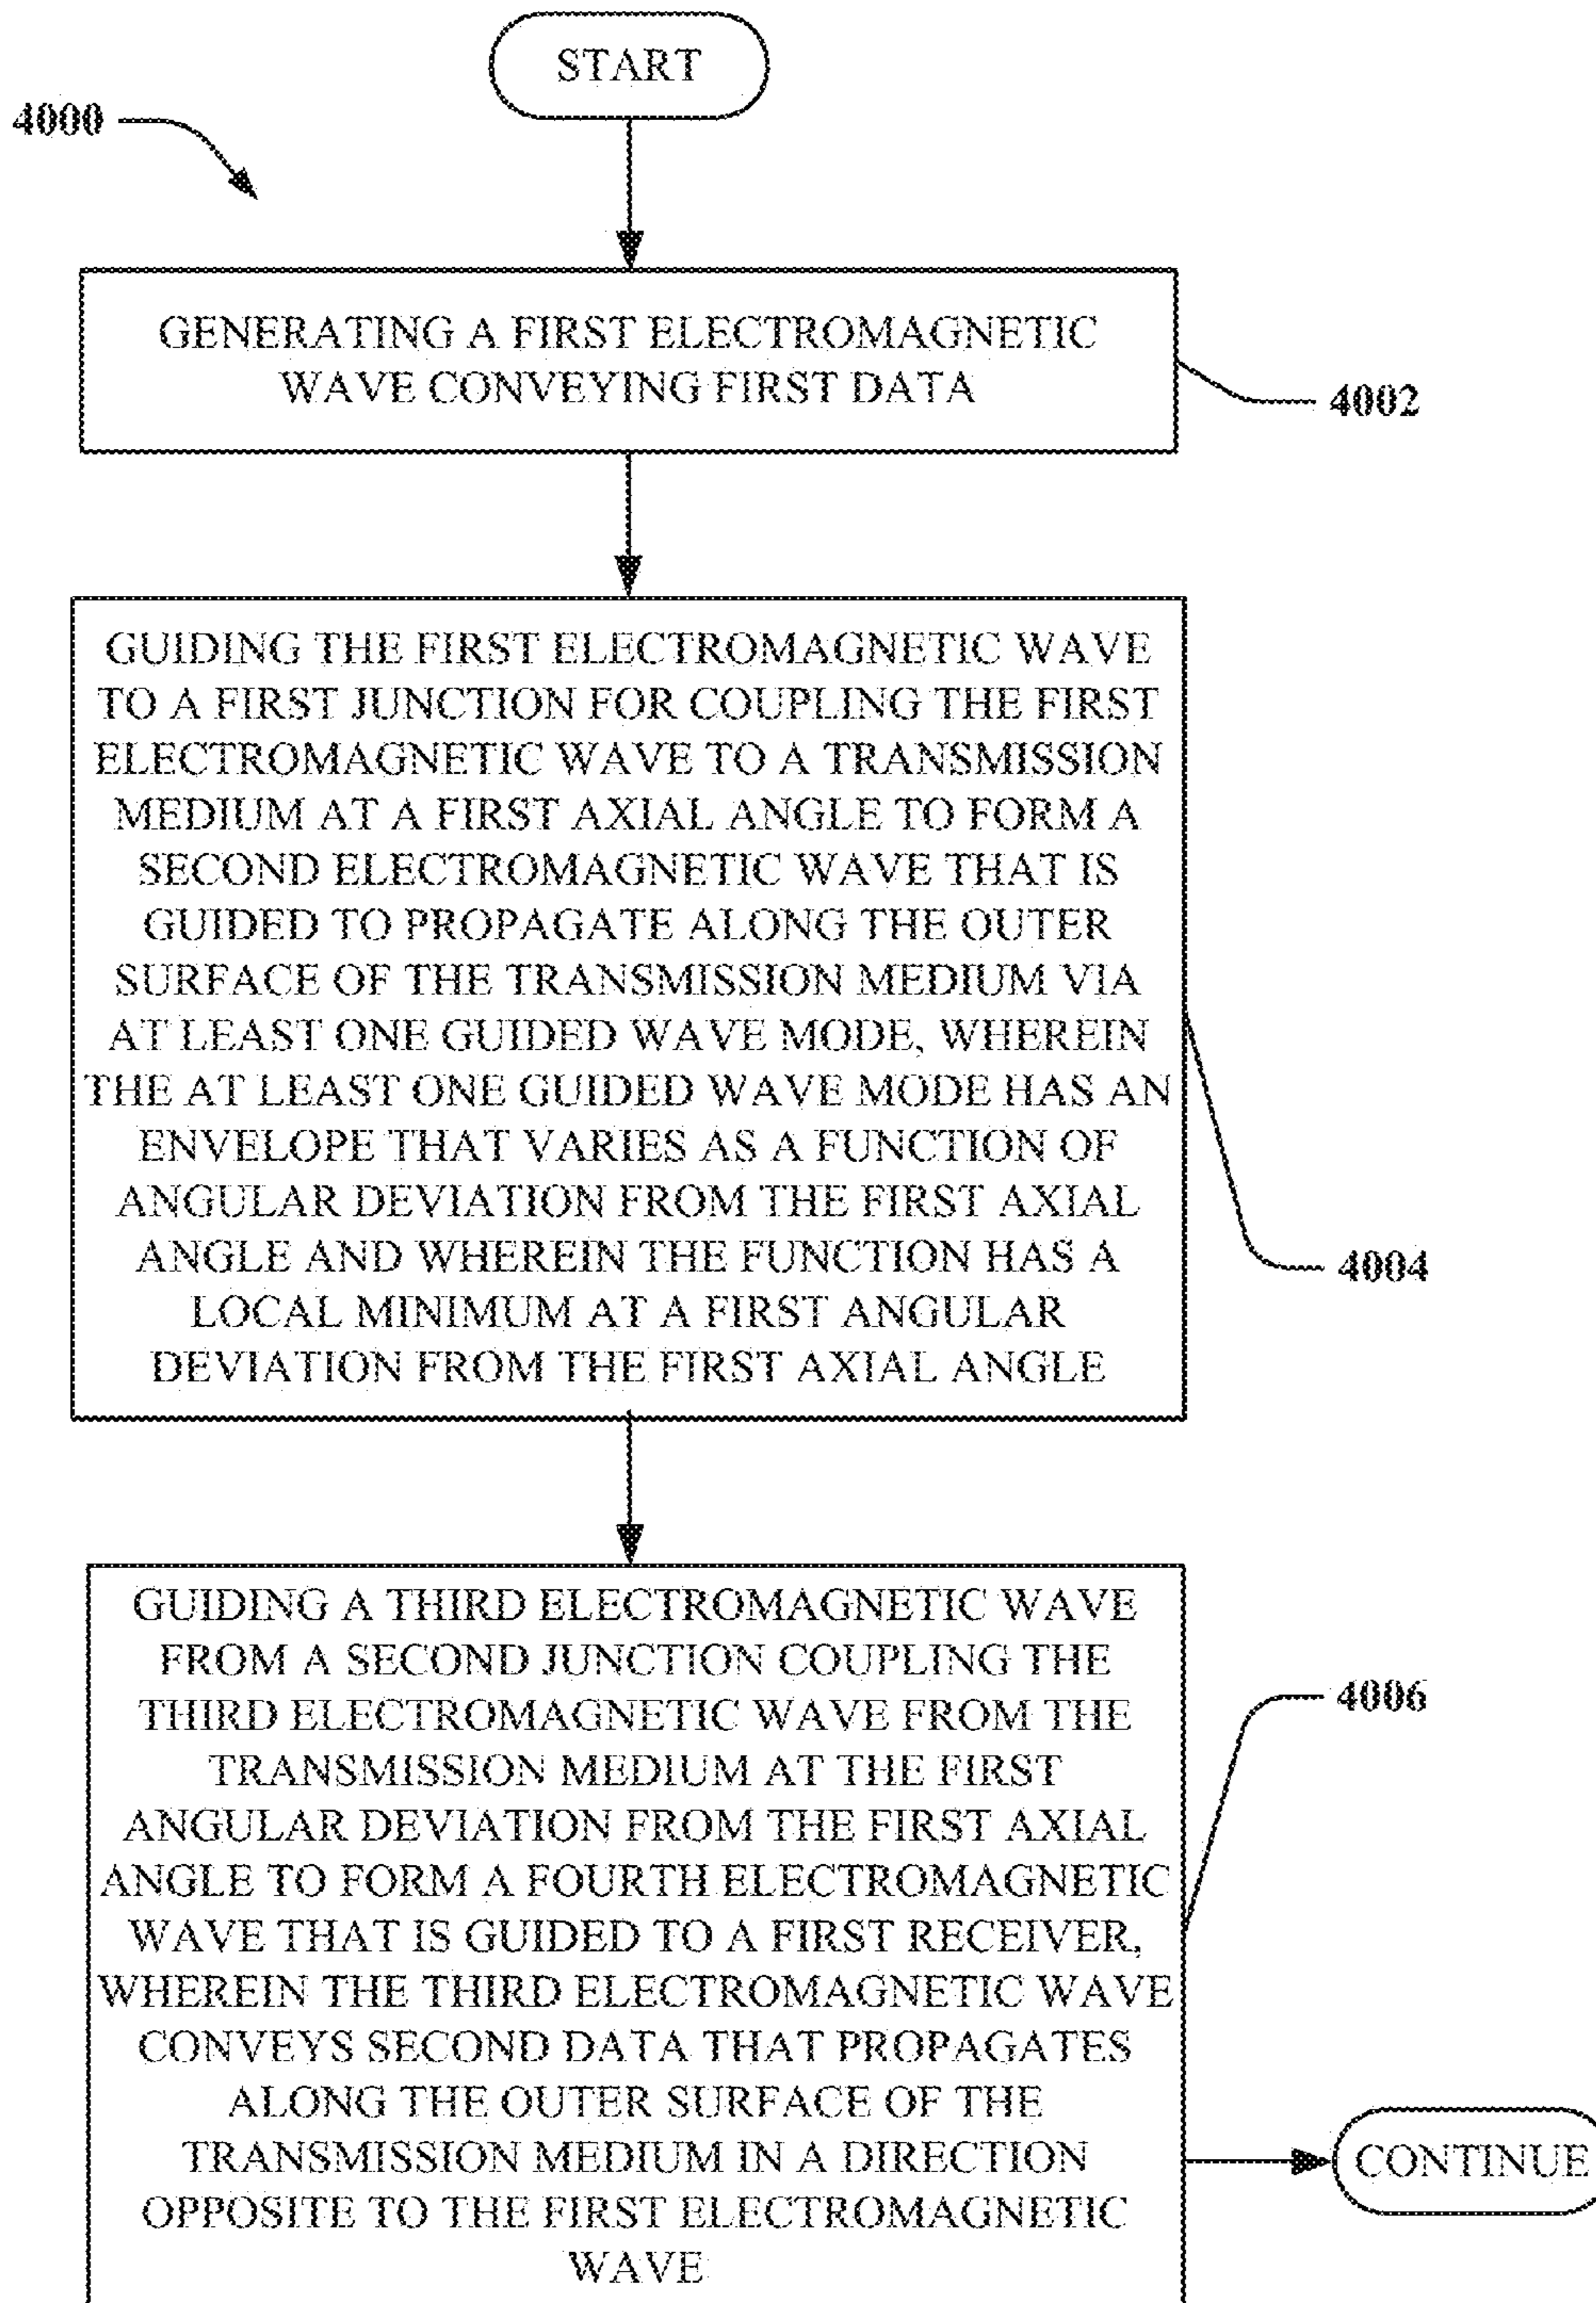 START
4000
GENERATING A FIRST ELECTROMAGNETIC
WAVE CONVEYING FIRST DATA
4002
GUIDING THE FIRST ELECTROMAGNETIC WAVE
TO A FIRST JUNCTION FOR COUPLING THE FIRST
ELECTROMAGNETIC WAVE TO A TRANSMISSION
MEDIUM AT A FIRST AXIAL ANGLE TO FORM A
SECOND ELECTROMAGNETIC WAVE THAT IS
GUIDED TO PROPAGATE ALONG THE OUTER
SURFACE OF THE TRANSMISSION MEDIUM VIA
AT LEAST ONE GUIDED WAVE MODE, WHEREIN
THE AT LEAST ONE GUIDED WAVE MODE HAS AN
ENVELOPE THAT VARIES AS A FUNCTION OF
ANGULAR DEVIATION FROM THE FIRST AXIAL
ANGLE AND WHEREIN THE FUNCTION HAS A
LOCAL MINIMUM AT A FIRST ANGULAR
DEVIATION FROM THE FIRST AXIAL ANGLE
4004
GUIDING A THIRD ELECTROMAGNETIC WAVE
FROM A SECOND JUNCTION COUPLING THE
THIRD ELECTROMAGNETIC WAVE FROM THE
TRANSMISSION MEDIUM AT THE FIRST
ANGULAR DEVIATION FROM THE FIRST AXIAL
ANGLE TO FORM A FOURTH ELECTROMAGNETIC
WAVE THAT IS GUIDED TO A FIRST RECEIVER,
WHEREIN THE THIRD ELECTROMAGNETIC WAVE
CONVEYS SECOND DATA THAT PROPAGATES
ALONG THE OUTER SURFACE OF THE
TRANSMISSION MEDIUM IN A DIRECTION
OPPOSITE TO THE FIRST ELECTROMAGNETIC
WAVE
4006
CONTINUE